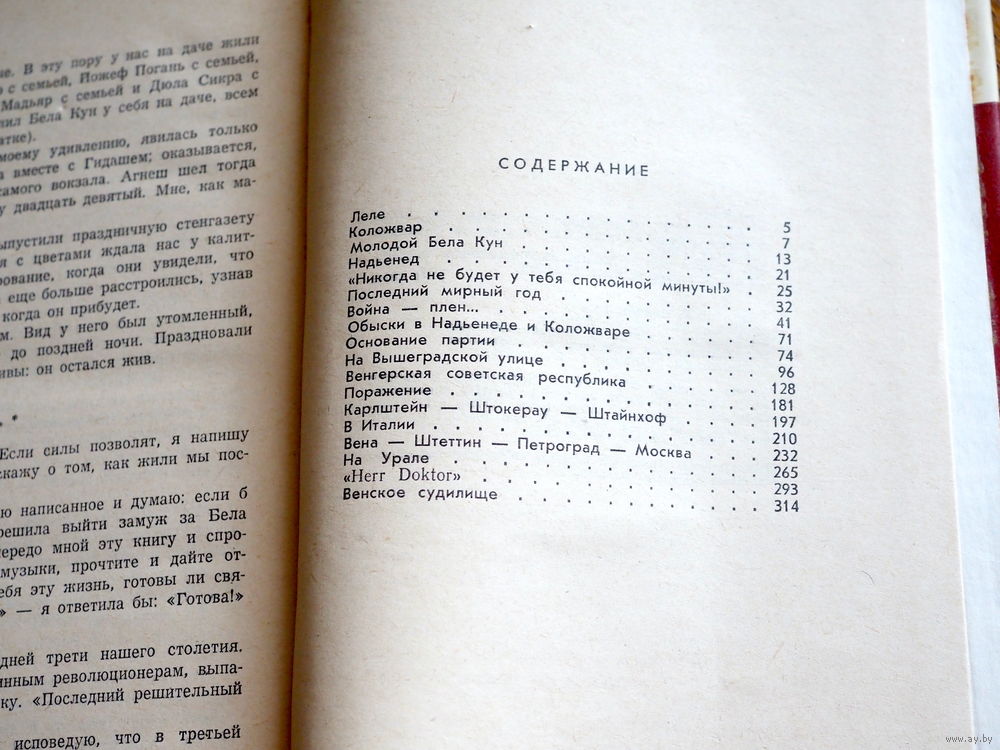 не. В эту пору у нас на даче жили
с семьей, Йожеф Погань с семьей,
Мадьяр с семьей и Дюла Сикра с
Бела Кун у себя на даче, всем
моему удивлению, явилась только
вместе с Гидашем; оказывается,
самого вокзала. Агнеш шел тогда
двадцать девятый. Мне, как ма-
ыпустили праздничную стенгазету
я с цветами ждала нас у калит-
рование, когда они увидели, что
еще больше расстроились, узнав
когда он прибудет.
м. Вид у него был утомленный,
до поздней ночи. Праздновали
ивы: он остался жив.
*
Если силы позволят, я напишу
скажу о том, как жили мы пос-
ю написанное и думаю: если б
решила выйти замуж за Бела
передо мной эту книгу и спро-
музыки, прочтите и дайте от-
ебя эту жизнь, готовы ли свя-
» — я ответила бы: «Готова!»
дней трети нашего столетия.
инным революционерам, выпа-
ку. «Последний решительный
исповедую, что в третьей
СОДЕРЖАНИЕ
Леле . . . . . . . . . . . . . . 5
Коложвар . . . . . . . . . . . . . 7
Молодой Бела Кун . . . . . . . . . . 13
Надьенед . . . . . . . . . . . . . 21
«Никогда не будет у тебя спокойной минуты!» . 25
Последний мирный год . . . . . . . . 32
Война — плен... . . . . . . . . . . . 41
Обыски в Надьенеде и Коложваре . . . . . 71
Основание партии . . . . . . . . . . 74
На Вышеградской улице . . . . . . . . 96
Венгерская советская республика . . . . . 128
Поражение . . . . . . . . . . . . 181
Карлштейн — Штокерау — Штайнхоф . . . . 197
В Италии . . . . . . . . . . . . . 210
Вена — Штеттин — Петроград — Москва . . . 232
На Урале . . . . . . . . . . . . . 265
«Herr Doktor» . . . . . . . . . . . 293
Венское судилище . . . . . . . . . . 314
www.ay.by